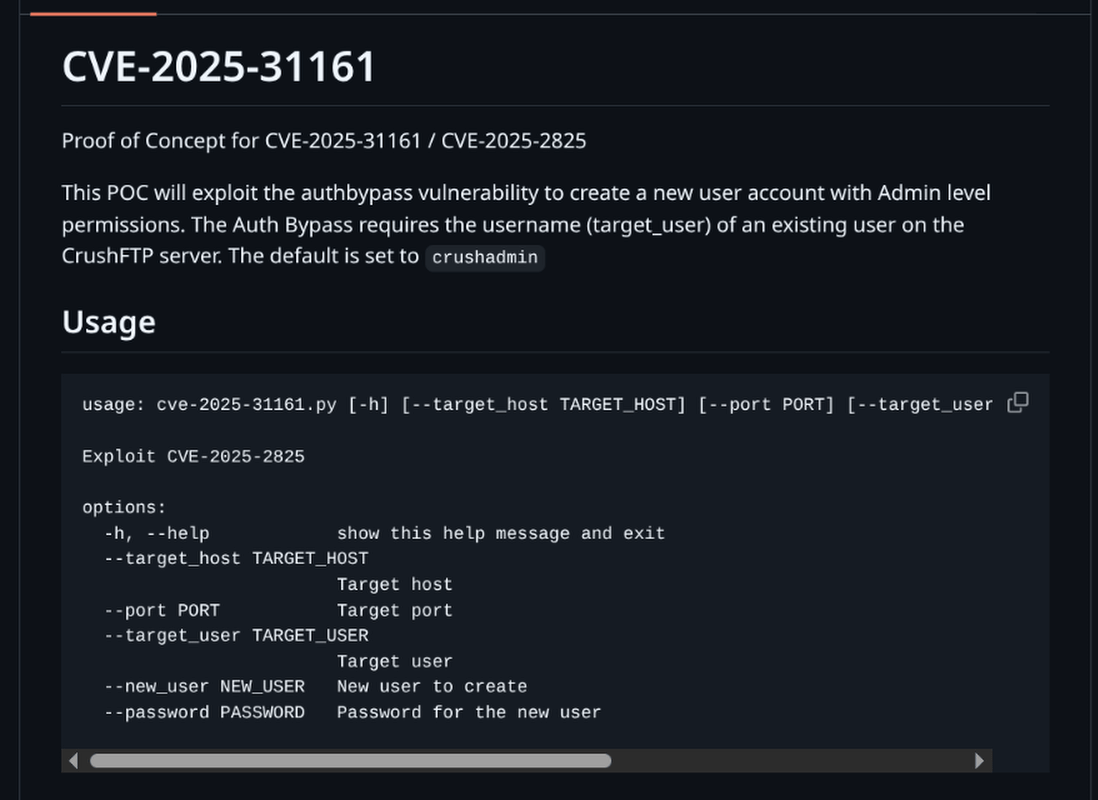 CVE-2025-31161
Proof of Concept for CVE-2025-31161 / CVE-2025-2825
This POC will exploit the authbypass vulnerability to create a new user account with Admin level
permissions. The Auth Bypass requires the username (target_user) of an existing user on the
CrushFTP server. The default is set to crushadmin
Usage
usage: cve-2025-31161.py [-h] [--target_host TARGET_HOST] [--port PORT] [--target_user
Exploit CVE-2025-2825
options:
-h, --help show this help message and exit
--target_host TARGET_HOST
Target host
--port PORT Target port
--target_user TARGET_USER
Target user
--new_user NEW_USER New user to create
--password PASSWORD Password for the new user